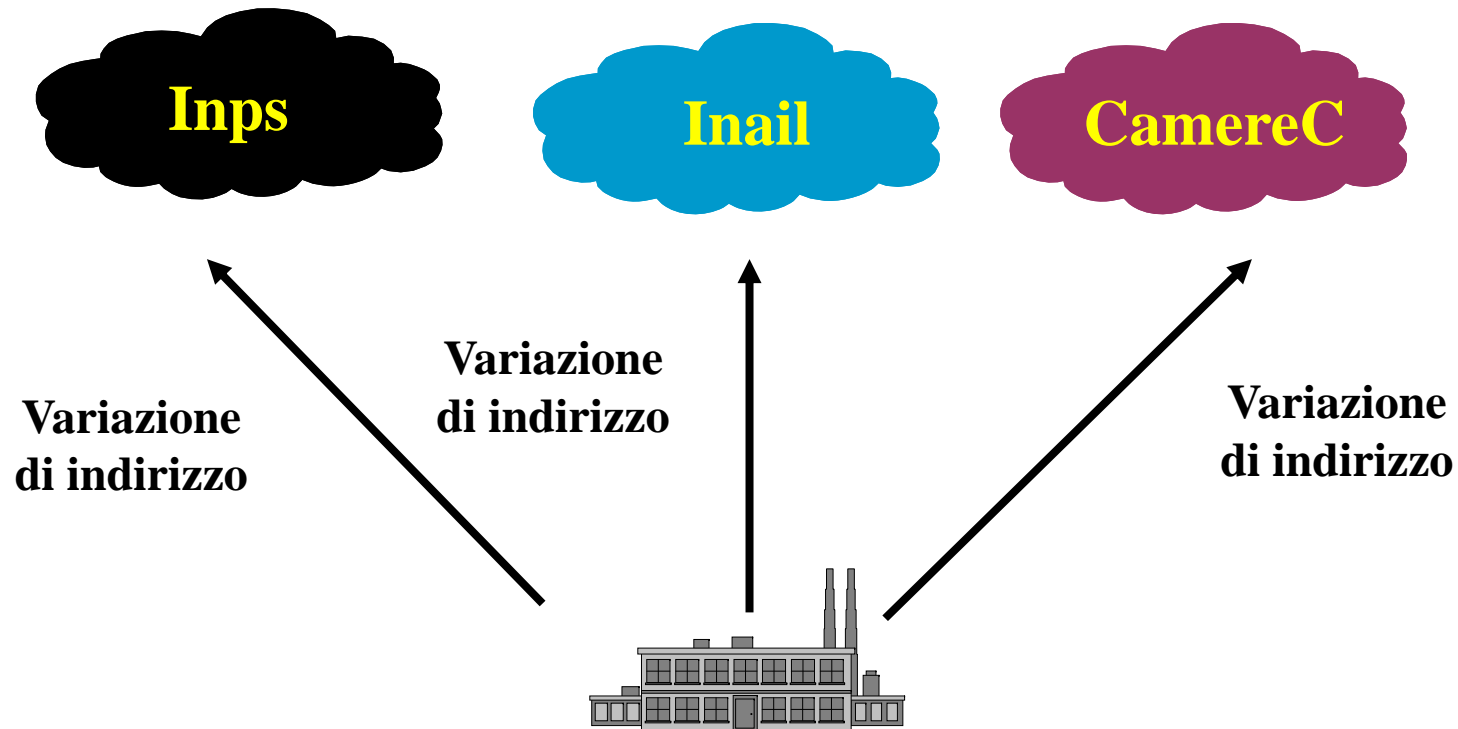 Inps
Inail
CamereC
Variazione
di indirizzo
Variazione
di indirizzo
Variazione
di indirizzo